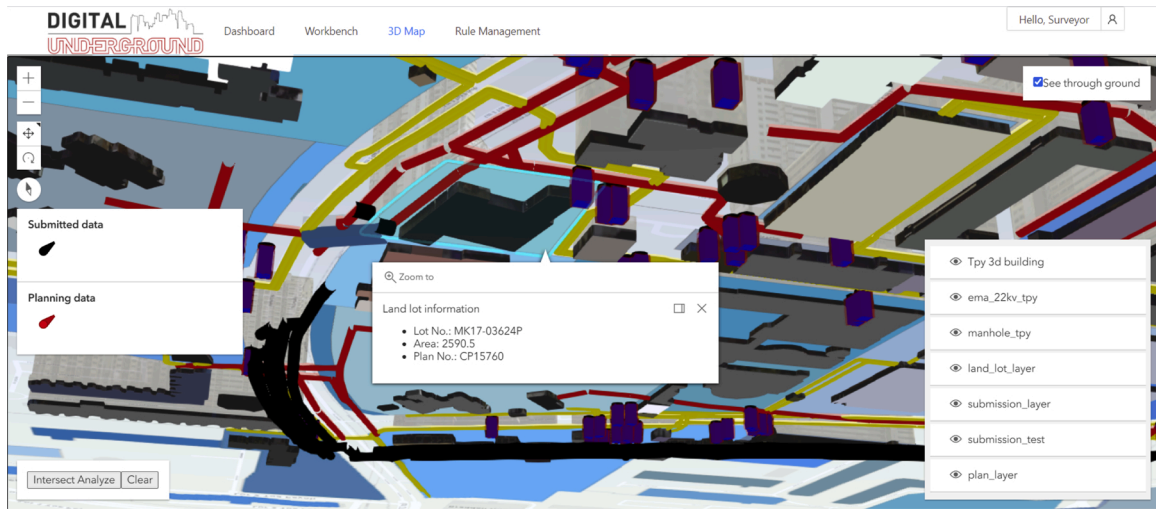 DIGITAL
UNDERGROUND
Dashboard
Workbench
3D Map
Rule Management
Hello, Surveyor
See through ground
Submitted data
Planning data
Zoom to
Land lot information
Lot No.: MK17-03624P
Area: 2590.5
Plan No.: CP15760
Tpy 3d building
ema_22kv_tpy
manhole_tpy
land_lot_layer
submission_layer
submission_test
plan_layer
Intersect Analyze
Clear